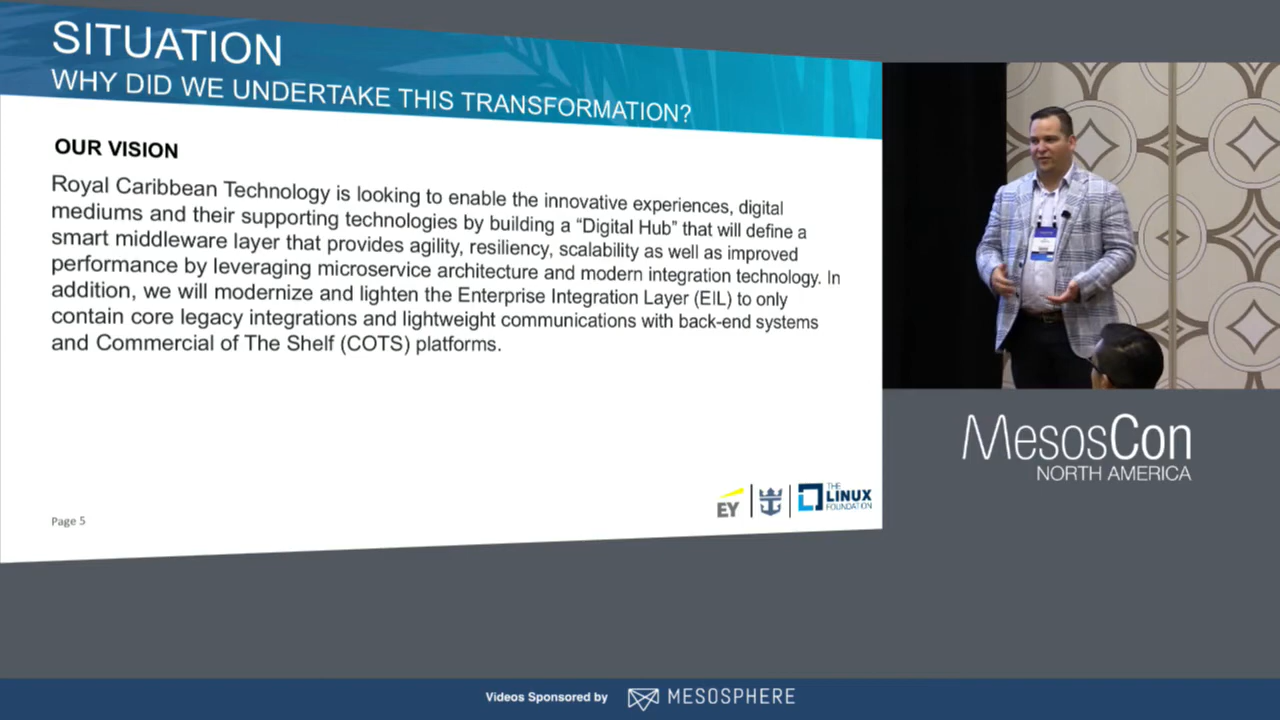 SITUATION
WHY DID WE UNDERTAKE THIS TRANSFORMATION?
OUR VISION
Royal Caribbean Technology is looking to enable the innovative experiences, digital
mediums and their supporting technologies by building a “Digital Hub” that will define a
smart middleware layer that provides agility, resiliency, scalability as well as improved
performance by leveraging microservice architecture and modern integration technology. In
addition, we will modernize and lighten the Enterprise Integration Layer (EIL) to only
contain core legacy integrations and lightweight communications with back-end systems
and Commercial of The Shelf (COTS) platforms.
Page 5
EY
THE
LINUX
FOUNDATION
MesosCon
NORTH AMERICA
Videos Sponsored by
MESOSPHERE